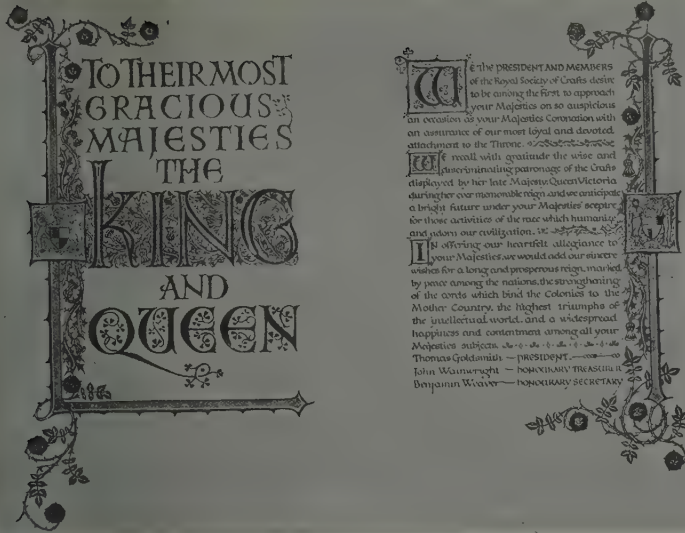 TO THEIR MOST
GRACIOUS
MAJESTIES
THE
KING
AND
QUEEN
WE THE PRESIDENT AND MEMBERS
of the Royal Society of Crafts desire
to be among the first to approach
your Majesties on so auspicious
an occasion as your Majesties Coronation with
an assurance of our most loyal and devoted
attachment to the Throne.
WE recall with gratitude the wise and
discriminating patronage of the Crafts
displayed by her late Majesty, Queen Victoria
during her ever memorable reign, and we anticipate
a bright future under your Majesties' sceptre
for those activities of the race which humanize
and adorn our civilization.
IN offering our heartfelt allegiance to
your Majesties, we would add our sincere
wishes for a long and prosperous reign, marked
by peace among the nations, the strengthening
of the cords which bind the Colonies to the
Mother Country, the highest triumphs of
the intellectual world, and a widespread
happiness and contentment among all your
Majesties subjects.
Thomas Goldsmith — PRESIDENT.
John Wainwright — HONOURARY TREASURER
Benjamin Weaver — HONOURARY SECRETARY